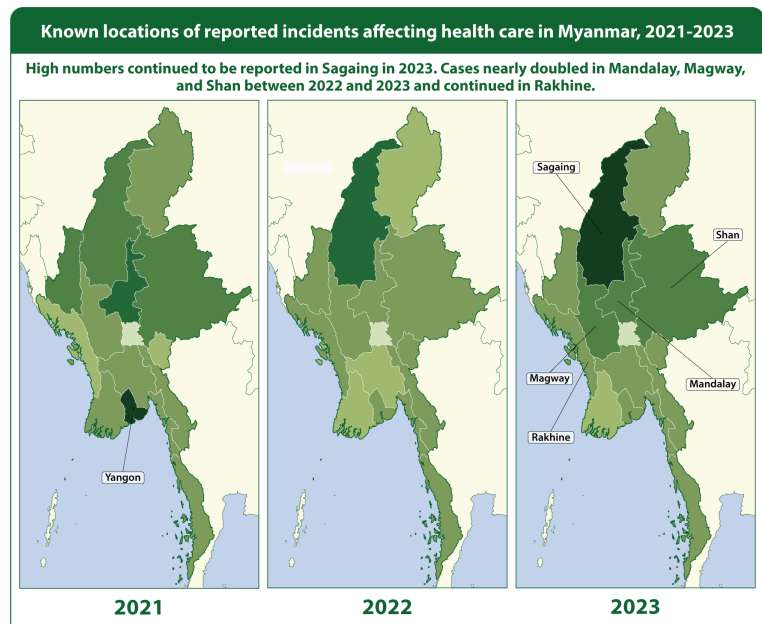 Known locations of reported incidents affecting health care in Myanmar, 2021-2023
High numbers continued to be reported in Sagaing in 2023. Cases nearly doubled in Mandalay, Magway,
and Shan between 2022 and 2023 and continued in Rakhine.
Yangon
2021
2022
Sagaing
Shan
Magway
Mandalay
Rakhine
2023